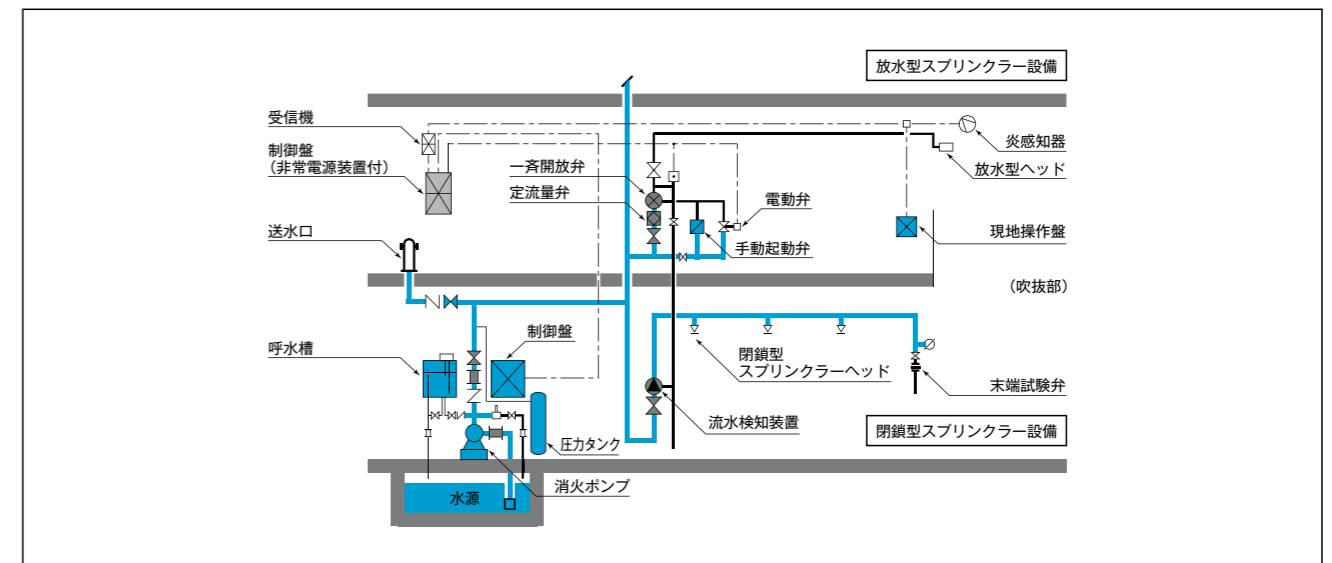 放水型スプリンクラー設備
受信機
制御盤
（非常電源装置付）
一斉開放弁
定流量弁
電動弁
手動起動弁
炎感知器
放水型ヘッド
現地操作盤
送水口
（吹抜部）
呼水槽
制御盤
閉鎖型
スプリンクラーヘッド
末端試験弁
流水検知装置
閉鎖型スプリンクラー設備
圧力タンク
消火ポンプ
水源